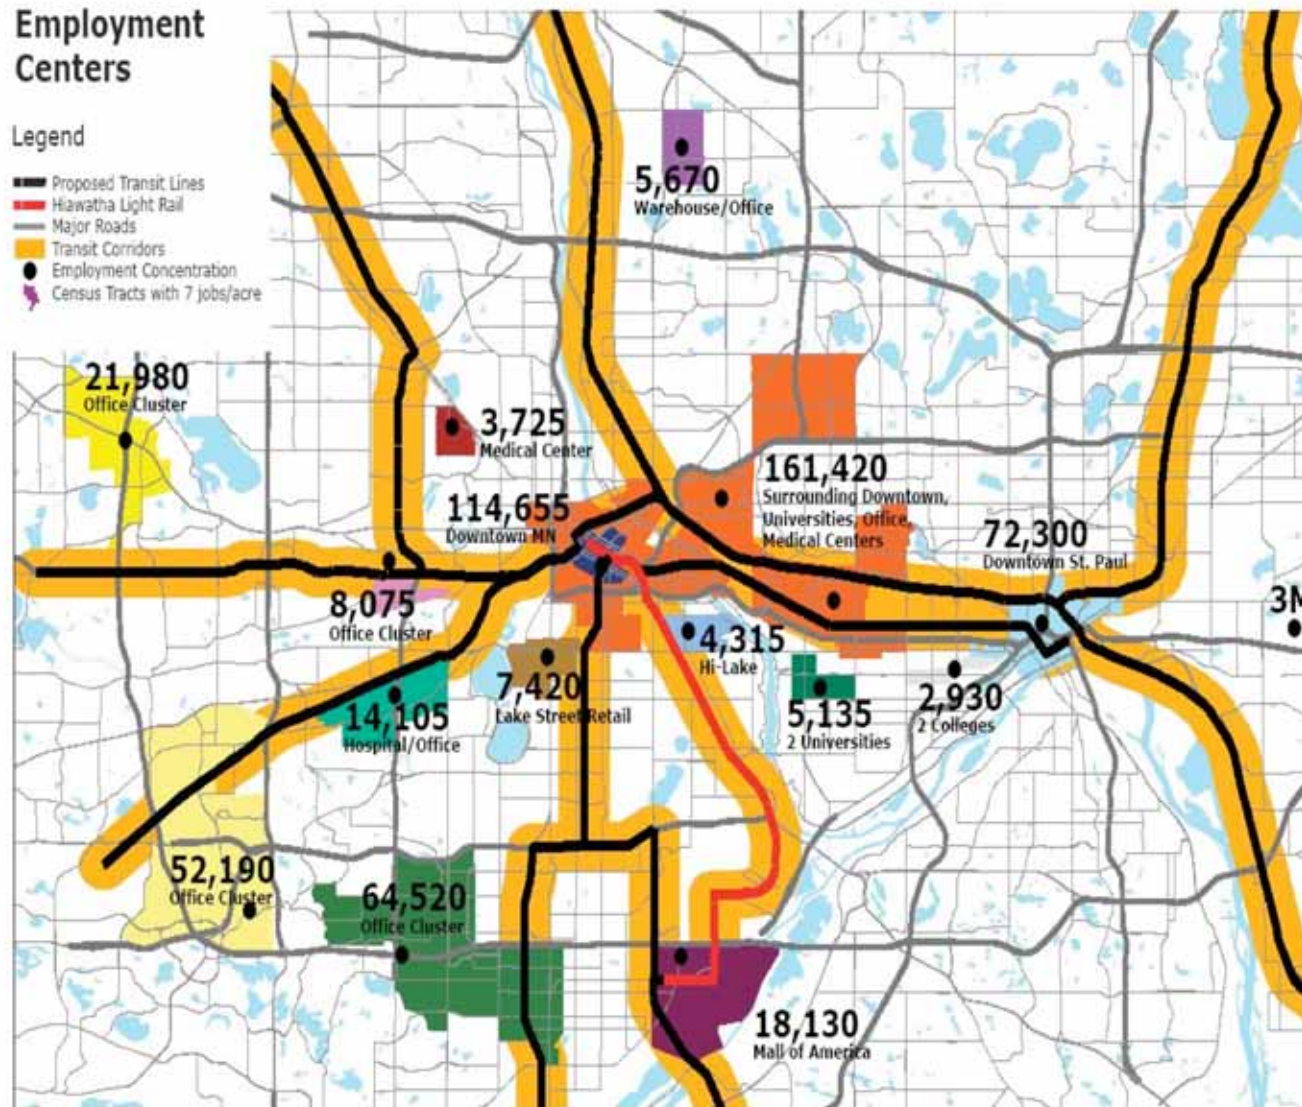 Employment
Centers
Legend
Proposed Transit Lines
Hiawatha Light Rail
Major Roads
Transit Corridors
Employment Concentration
Census Tracts with 7 jobs/acre
5,670
Warehouse/Office
21,980
Office Cluster
3,725
Medical Center
161,420
Surrounding Downtown,
Universities, Office,
Medical Centers
114,655
Downtown MN
72,300
Downtown St. Paul
8,075
Office Cluster
3M
4,315
Hi-Lake
7,420
Lake Street Retail
14,105
Hospital/Office
5,135
2 Universities
2,930
2 Colleges
52,190
Office Cluster
64,520
Office Cluster
18,130
Mall of America